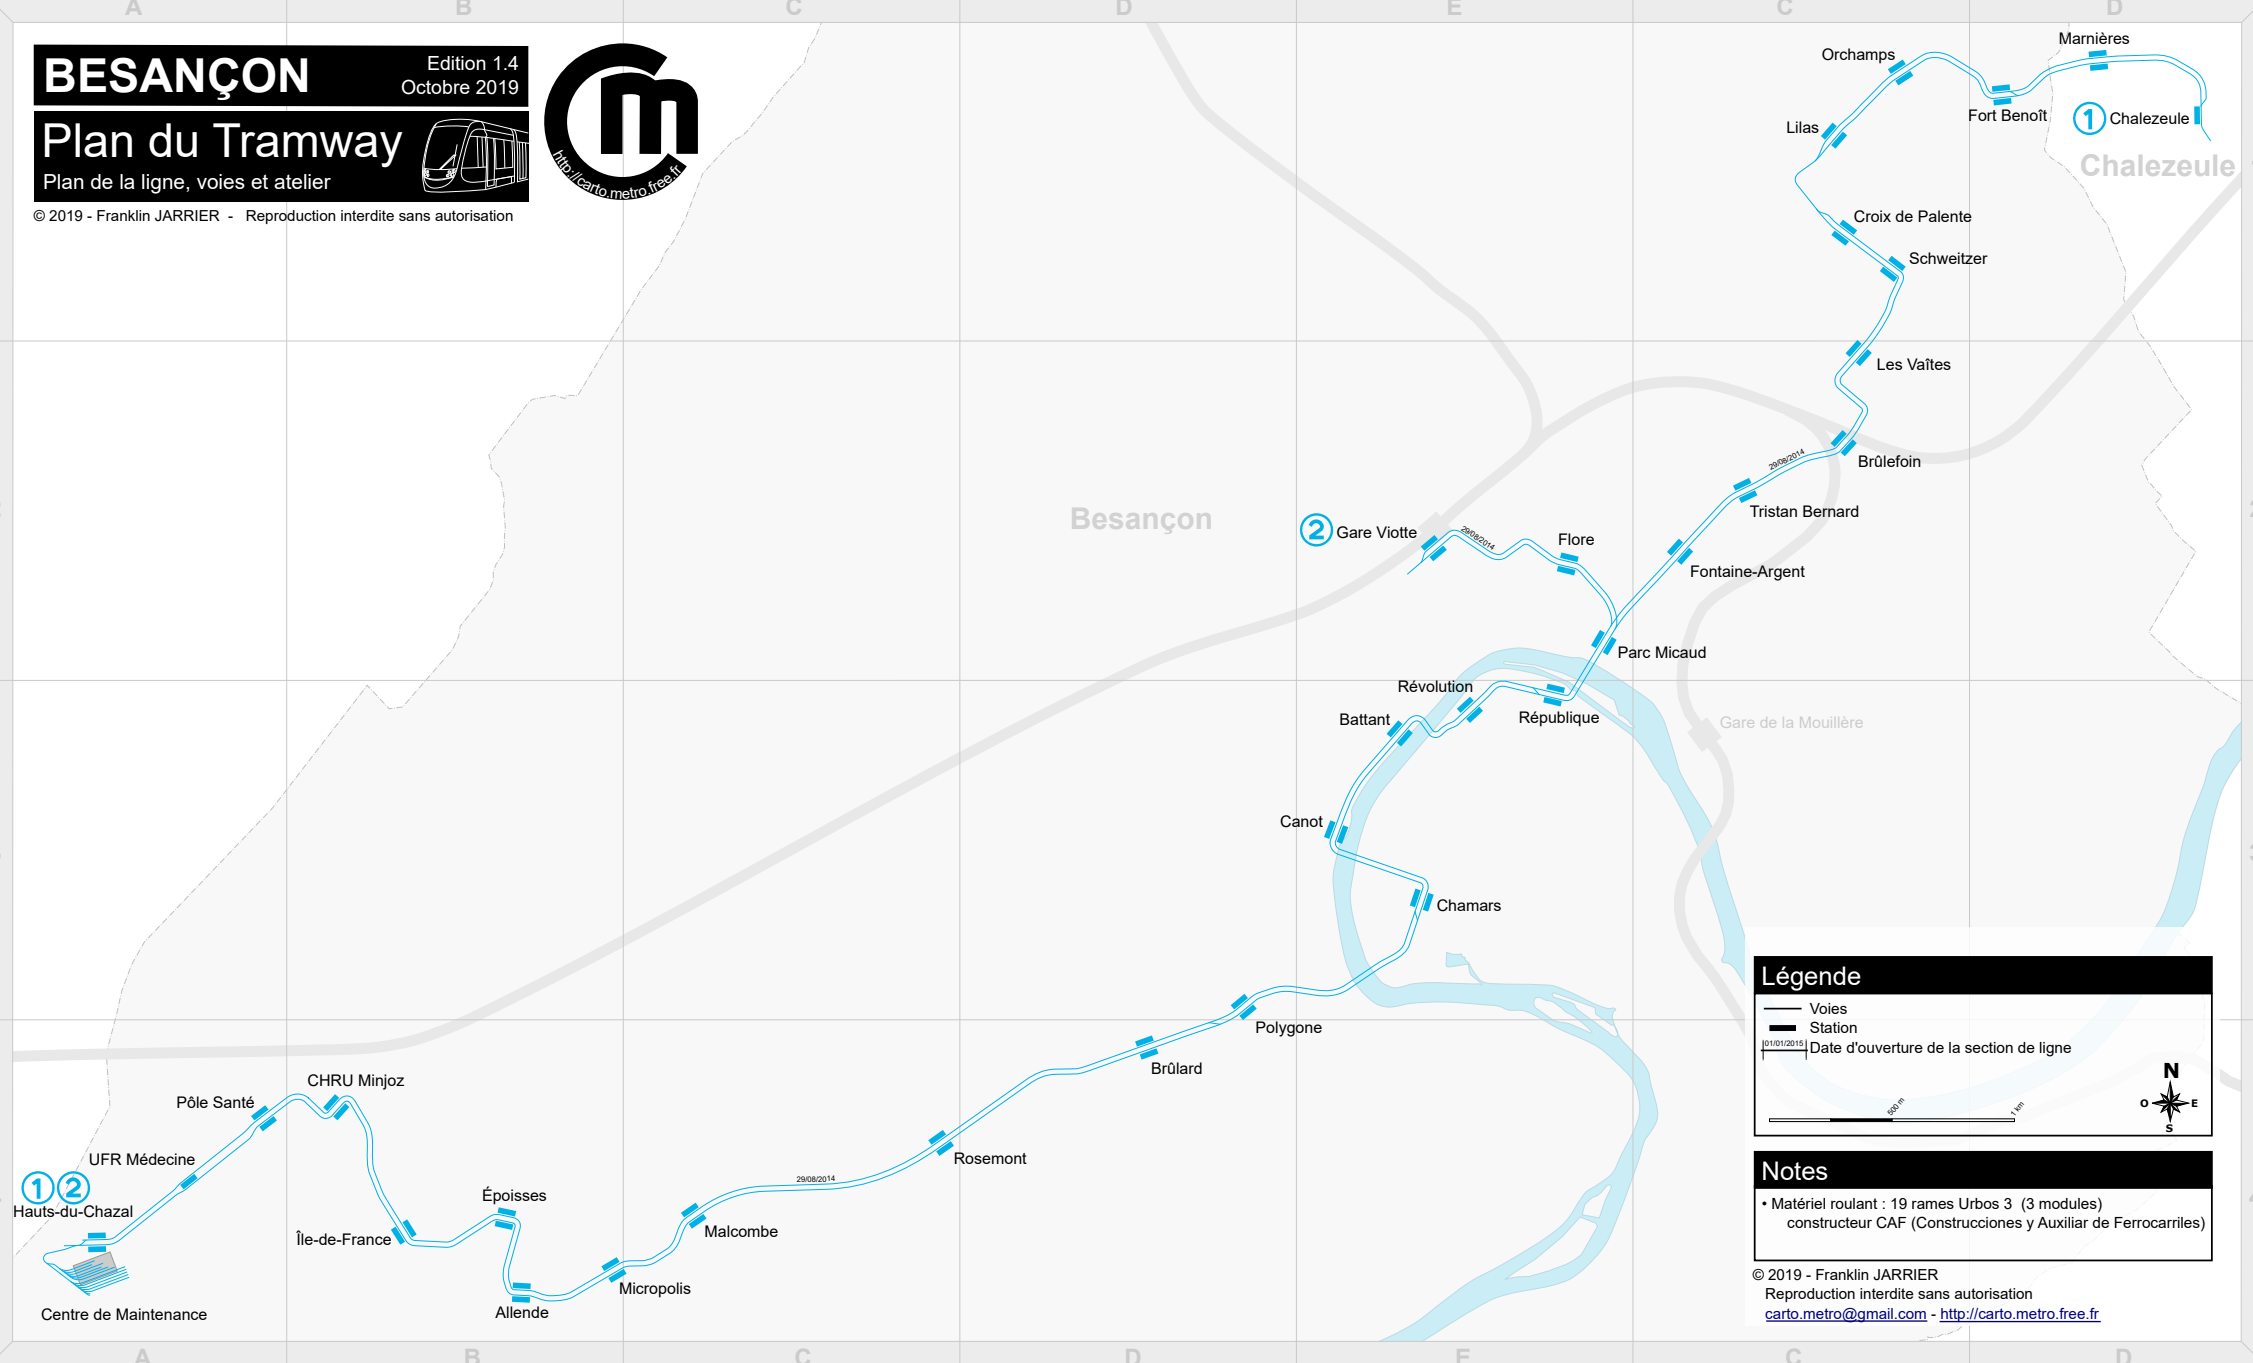 A B C D E C D
BESANÇON
Edition 1.4
Octobre 2019
Plan du Tramway
Plan de la ligne, voies et atelier
© 2019 - Franklin JARRIER - Reproduction interdite sans autorisation
m
http://carto.metro.free.fr
Marnières
Orchamps
Fort Benoît
1 Chalezeule
Lilas
Chalezeule
Croix de Palente
Schweitzer
Les Vaîtes
Brûlefoin
29/08/2014
Tristan Bernard
Besançon
2 Gare Viotte
29/08/2014
Flore
Fontaine-Argent
Parc Micaud
Révolution
Battant
République
Gare de la Mouillère
Canot
Chamars
Polygone
Brûlard
CHRU Minjoz
Pôle Santé
UFR Médecine
Rosemont
29/08/2014
1 2
Hauts-du-Chazal
Époisses
Île-de-France
Malcombe
Micropolis
Allende
Centre de Maintenance
Légende
Voies
Station
01/01/2015 Date d'ouverture de la section de ligne
500 m
1 km
N
O E
S
Notes
• Matériel roulant : 19 rames Urbos 3 (3 modules)
constructeur CAF (Construcciones y Auxiliar de Ferrocarriles)
© 2019 - Franklin JARRIER
Reproduction interdite sans autorisation
carto.metro@gmail.com - http://carto.metro.free.fr
A B C D E C D